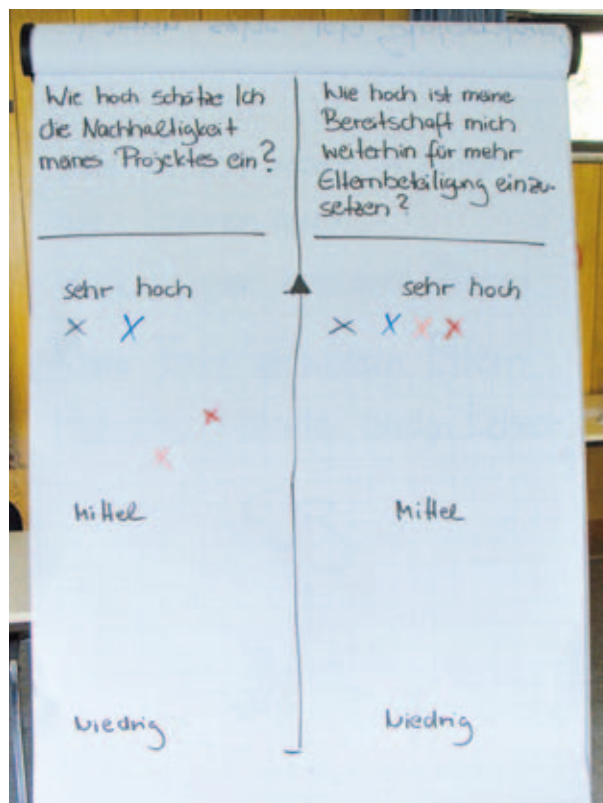 Wie hoch schätze Ich
die Nachhaltigkeit
meines Projektes ein?
Wie hoch ist meine
Bereitschaft mich
weiterhin für mehr
Elternbeteiligung einzu-
setzen?
sehr hoch
sehr hoch
Mittel
Mittel
Niedrig
Niedrig